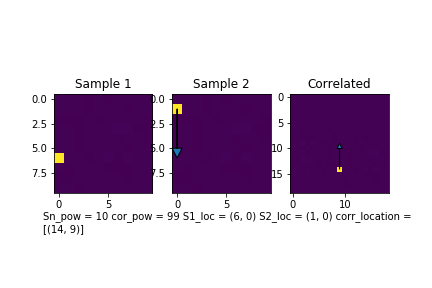 Sample 1 Sample 2 Correlated
0.0 0.0 0
2.5 2.5 5
5.0 5.0 10
7.5 7.5 15
0 5 0 5 0 10
Sn_pow = 10 cor_pow = 99 S1_loc = (6, 0) S2_loc = (1, 0) corr_location =
[(14, 9)]